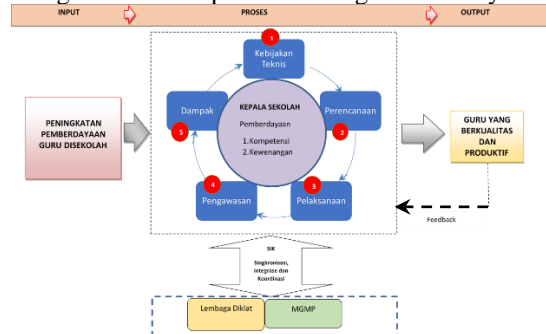 INPUT
PROSES
OUTPUT
1
Kebijakan
Teknis
Dampak
5
KEPALA SEKOLAH
Pemberdayaan
1.Kompetensi
2.Kewenangan
Perencanaan
2
PENINGKATAN
PEMBERDAYAAN
GURU DISEKOLAH
GURU YANG
BERKUALITAS
DAN
PRODUKTIF
4
Pengawasan
3
Pelaksanaan
Feedback
SIK
Singkronisasi,
Integrase dan
Koordinasi
Lembaga Diklat
MGMP